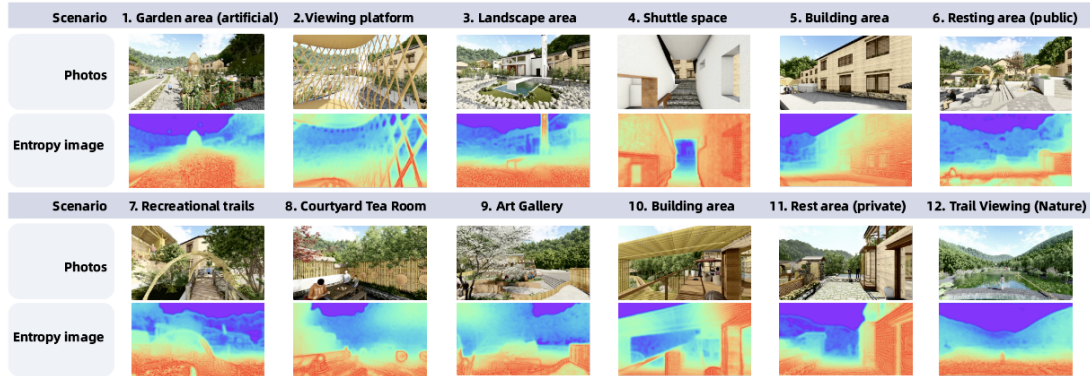 Scenario 1. Garden area (artificial) 2.Viewing platform 3. Landscape area 4. Shuttle space 5. Building area 6. Resting area (public)
Photos
Entropy image
Scenario 7. Recreational trails 8. Courtyard Tea Room 9. Art Gallery 10. Building area 11. Rest area (private) 12. Trail Viewing (Nature)
Photos
Entropy image